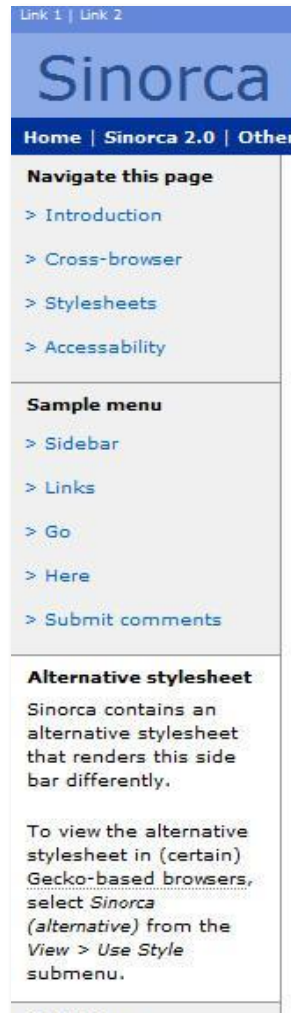 Link 1 | Link 2
Sinorca
Home | Sinorca 2.0 | Othe
Navigate this page
> Introduction
> Cross-browser
> Stylesheets
> Accessability
Sample menu
> Sidebar
> Links
> Go
> Here
> Submit comments
Alternative stylesheet
Sinorca contains an
alternative stylesheet
that renders this side
bar differently.
To view the alternative
stylesheet in (certain)
Gecko-based browsers,
select Sinorca
(alternative) from the
View > Use Style
submenu.